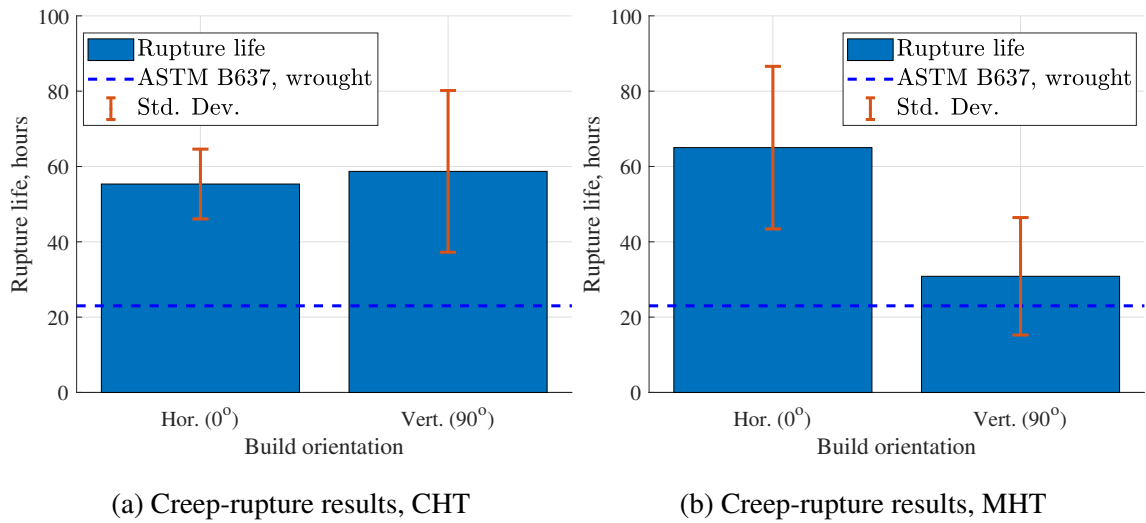 100
80
60
40
20
0
Rupture life, hours
Rupture life
ASTM B637, wrought
Std. Dev.
Hor. (0°)
Vert. (90°)
Build orientation
(a) Creep-rupture results, CHT
100
80
60
40
20
0
Rupture life, hours
Rupture life
ASTM B637, wrought
Std. Dev.
Hor. (0°)
Vert. (90°)
Build orientation
(b) Creep-rupture results, MHT